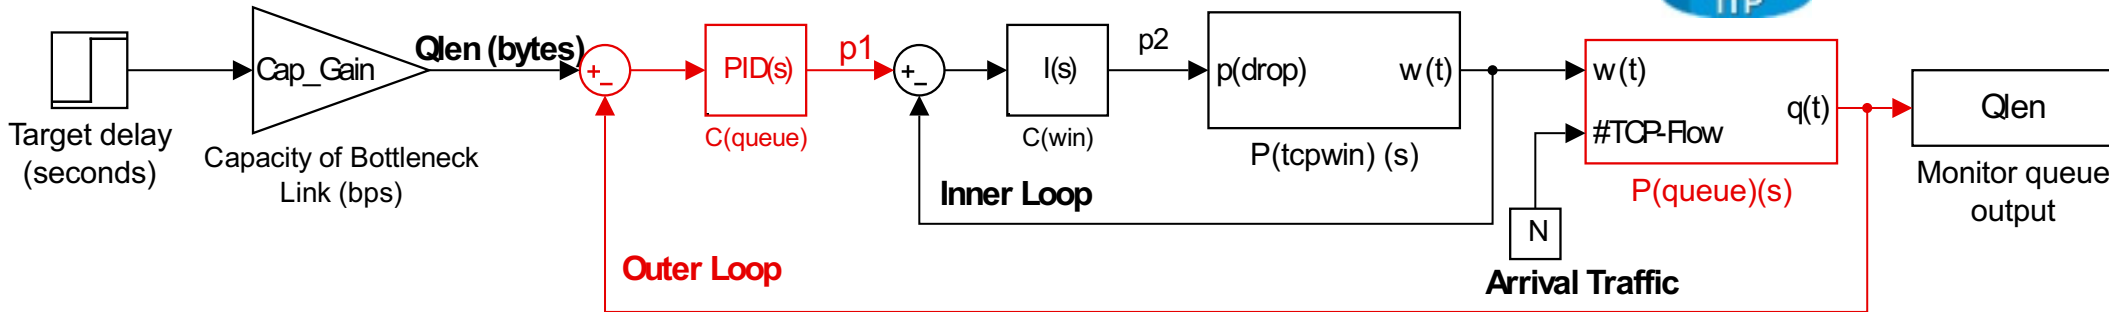 ITP
Target delay
(seconds)
Cap_Gain
Capacity of Bottleneck
Link (bps)
Qlen (bytes)
+
−
PID(s)
C(queue)
p1
+
−
I(s)
C(win)
p2
p(drop)
w(t)
P(tcpwin) (s)
Inner Loop
Outer Loop
w(t)
#TCP-Flow
q(t)
P(queue)(s)
N
Arrival Traffic
Qlen
Monitor queue
output